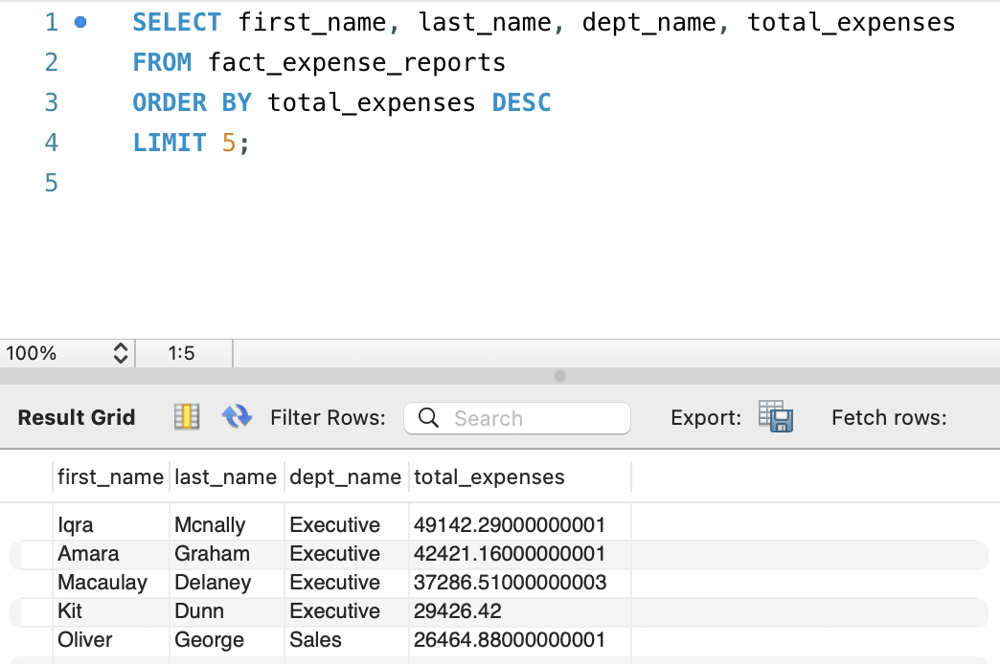 1 SELECT first_name, last_name, dept_name, total_expenses
2 FROM fact_expense_reports
3 ORDER BY total_expenses DESC
4 LIMIT 5;
5
100% 1:5
Result Grid Filter Rows: Search Export: Fetch rows:
first_name last_name dept_name total_expenses
Iqra Mcnally Executive 49142.29000000001
Amara Graham Executive 42421.16000000001
Macaulay Delaney Executive 37286.51000000003
Kit Dunn Executive 29426.42
Oliver George Sales 26464.88000000001